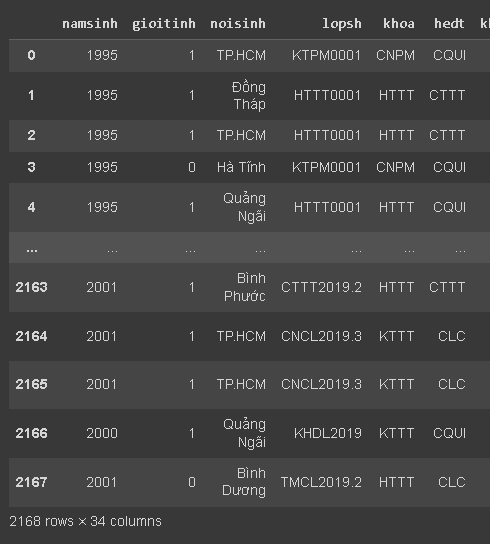 namsinh gioitinh noisinh lopsh khoa hedt kh
0 1995 1 TP.HCM KTPM0001 CNPM CQUI
1 1995 1 Đồng Tháp HTTT0001 HTTT CTTT
2 1995 1 TP.HCM HTTT0001 HTTT CTTT
3 1995 0 Hà Tĩnh KTPM0001 CNPM CQUI
4 1995 1 Quảng Ngãi HTTT0001 HTTT CQUI
... ... ... ... ... ... ...
2163 2001 1 Bình Phước CTTT2019.2 HTTT CTTT
2164 2001 1 TP.HCM CNCL2019.3 KTTT CLC
2165 2001 1 TP.HCM CNCL2019.3 KTTT CLC
2166 2000 1 Quảng Ngãi KHDL2019 KTTT CQUI
2167 2001 0 Bình Dương TMCL2019.2 HTTT CLC
2168 rows × 34 columns